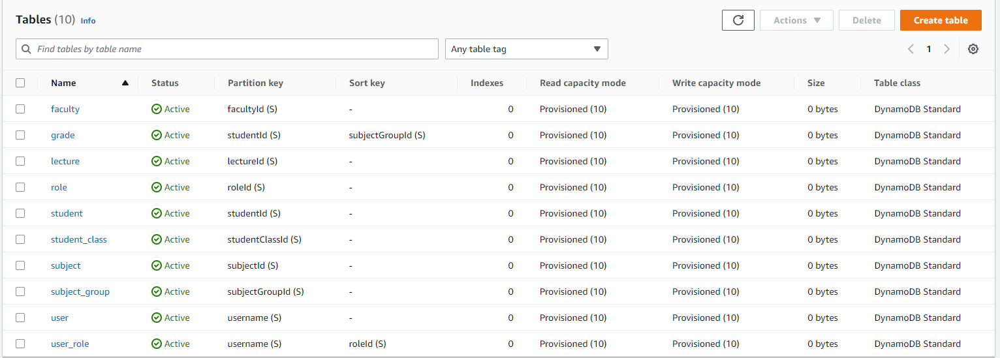 Tables (10) Info Actions Delete Create table
Find tables by table name Any table tag 1
Name Status Partition key Sort key Indexes Read capacity mode Write capacity mode Size Table class
faculty Active facultyId (S) - 0 Provisioned (10) Provisioned (10) 0 bytes DynamoDB Standard
grade Active studentId (S) subjectGroupId (S) 0 Provisioned (10) Provisioned (10) 0 bytes DynamoDB Standard
lecture Active lectureId (S) - 0 Provisioned (10) Provisioned (10) 0 bytes DynamoDB Standard
role Active roleId (S) - 0 Provisioned (10) Provisioned (10) 0 bytes DynamoDB Standard
student Active studentId (S) - 0 Provisioned (10) Provisioned (10) 0 bytes DynamoDB Standard
student_class Active studentClassId (S) - 0 Provisioned (10) Provisioned (10) 0 bytes DynamoDB Standard
subject Active subjectId (S) - 0 Provisioned (10) Provisioned (10) 0 bytes DynamoDB Standard
subject_group Active subjectGroupId (S) - 0 Provisioned (10) Provisioned (10) 0 bytes DynamoDB Standard
user Active username (S) - 0 Provisioned (10) Provisioned (10) 0 bytes DynamoDB Standard
user_role Active username (S) roleId (S) 0 Provisioned (10) Provisioned (10) 0 bytes DynamoDB Standard